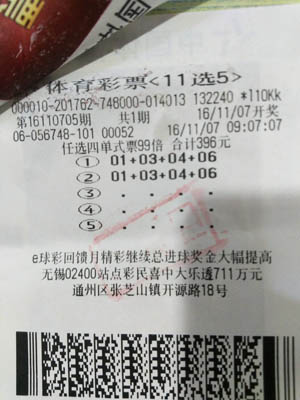 体育彩票<11选5>
000010-201762-748000-014013 132240 *110Kk
第16110705期 共1期 16/11/07开奖
06-056748-101 00052 16/11/07 09:07:07
任选四单式票99倍 合计396元
① 01+03+04+06
② 01+03+04+06
③ . . . .
④ . . . .
⑤ . . . .
e球彩回馈月精彩继续总进球奖金大幅提高
无锡02400站点彩民喜中大乐透711万元
通州区张芝山镇开源路18号